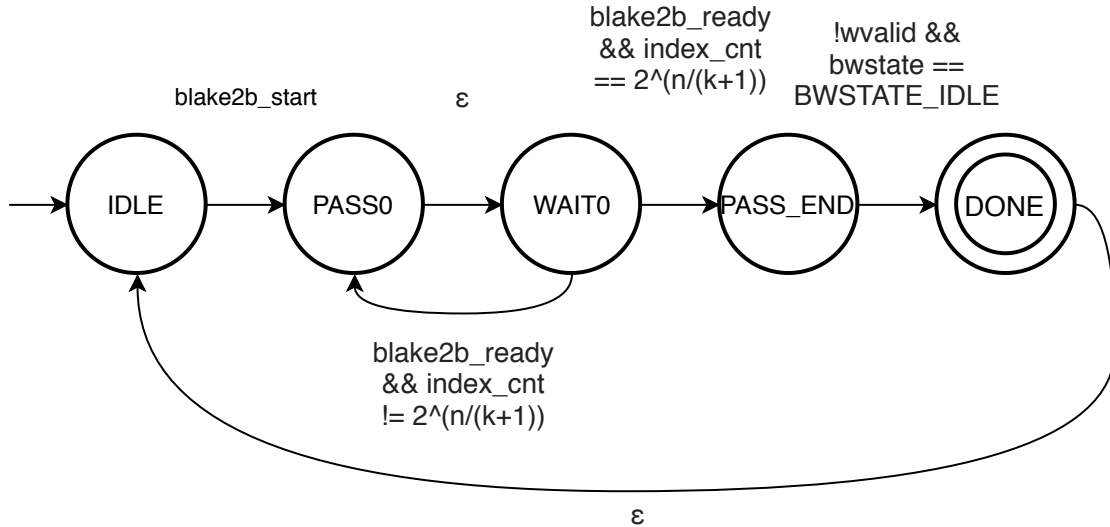 blake2b_ready
&& index_cnt
== 2^(n/(k+1))
!wvalid &&
bwstate ==
BWSTATE_IDLE
blake2b_start
ε
IDLE
PASS0
WAIT0
PASS_END
DONE
blake2b_ready
&& index_cnt
!= 2^(n/(k+1))
ε